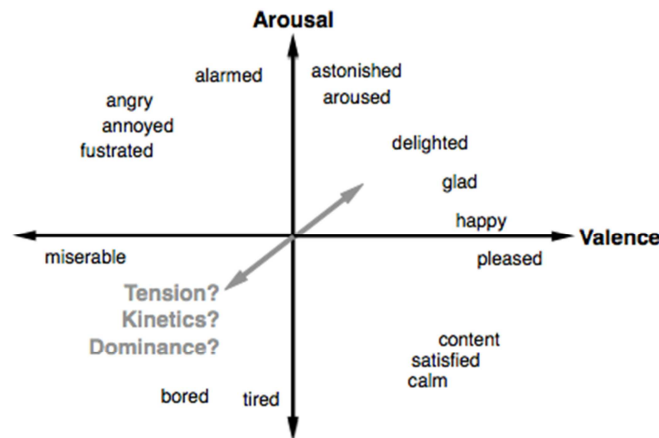 Arousal
alarmed
astonished
aroused
angry
annoyed
fustrated
delighted
glad
happy
Valence
miserable
pleased
Tension?
Kinetics?
Dominance?
content
satisfied
calm
bored
tired